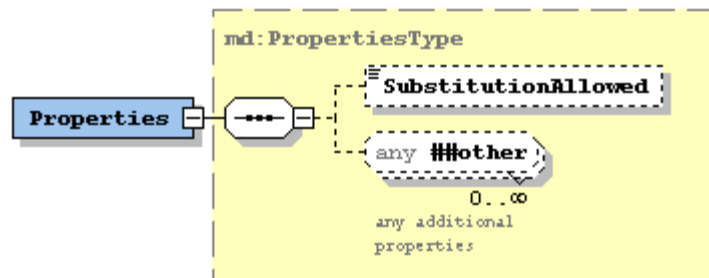 md:PropertiesType
Properties
SubstitutionAllowed
any ##other
0..∞
any additional
properties